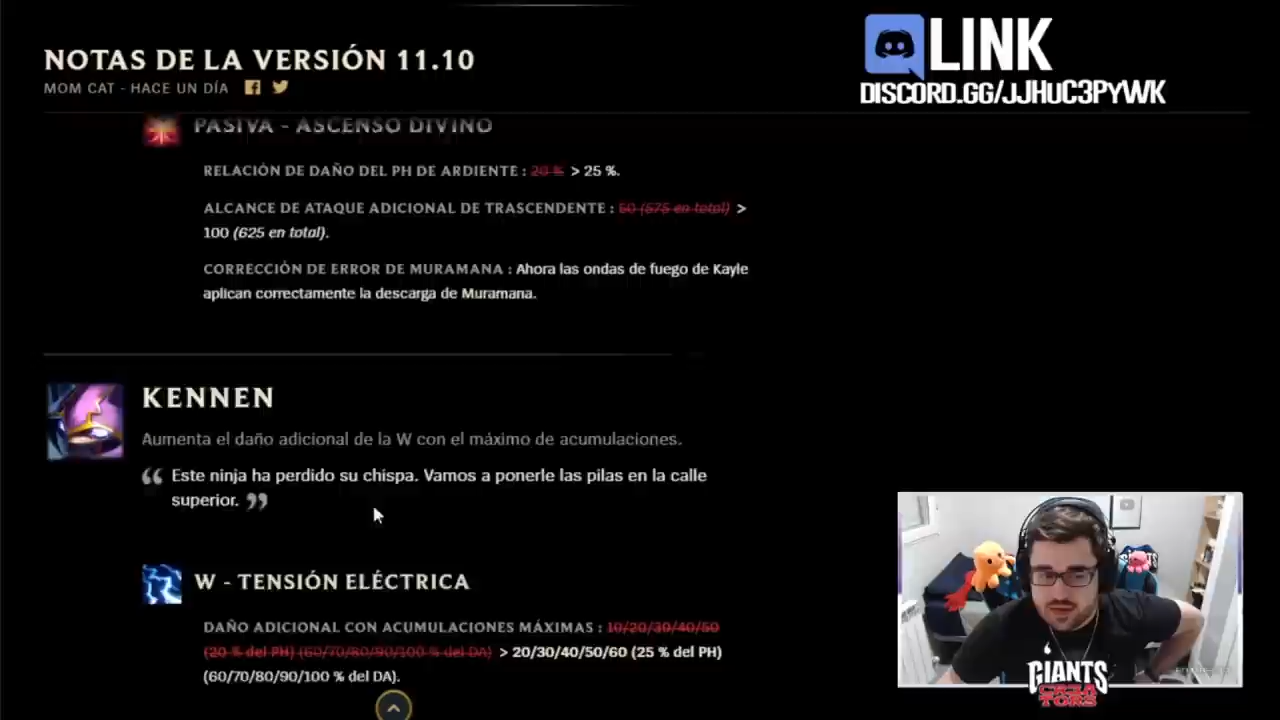 LINK
DISCORD.GG/JJHUC3PYWK
NOTAS DE LA VERSIÓN 11.10
MOM CAT - HACE UN DÍA
PASIVA - ASCENSO DIVINO
RELACIÓN DE DAÑO DEL PH DE ARDIENTE : 20 % > 25 %.
ALCANCE DE ATAQUE ADICIONAL DE TRASCENDENTE : 50 (575 en total) >
100 (625 en total).
CORRECCIÓN DE ERROR DE MURAMANA : Ahora las ondas de fuego de Kayle
aplican correctamente la descarga de Muramana.
KENNEN
Aumenta el daño adicional de la W con el máximo de acumulaciones.
“ Este ninja ha perdido su chispa. Vamos a ponerle las pilas en la calle
superior. ”
W - TENSIÓN ELÉCTRICA
DAÑO ADICIONAL CON ACUMULACIONES MÁXIMAS : 10/20/30/40/50
(20 % del PH) (60/70/80/90/100 % del DA) > 20/30/40/50/60 (25 % del PH)
(60/70/80/90/100 % del DA).
GIANTS
CREA
TORS